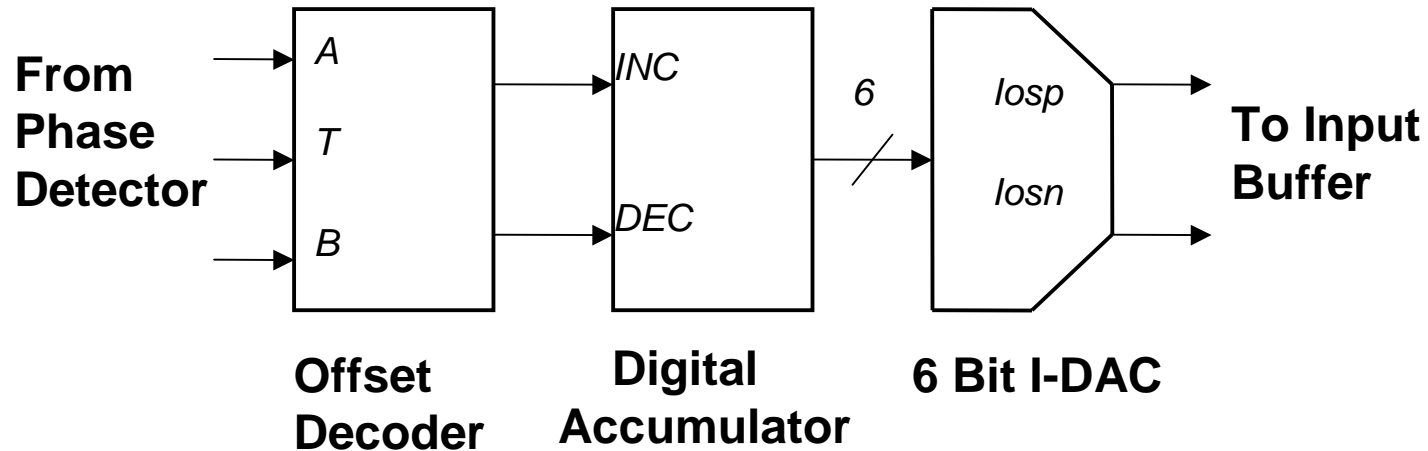 From
Phase
Detector
A
T
B
INC
DEC
6
Iosp
Iosn
To Input
Buffer
Offset
Decoder
Digital
Accumulator
6 Bit I-DAC